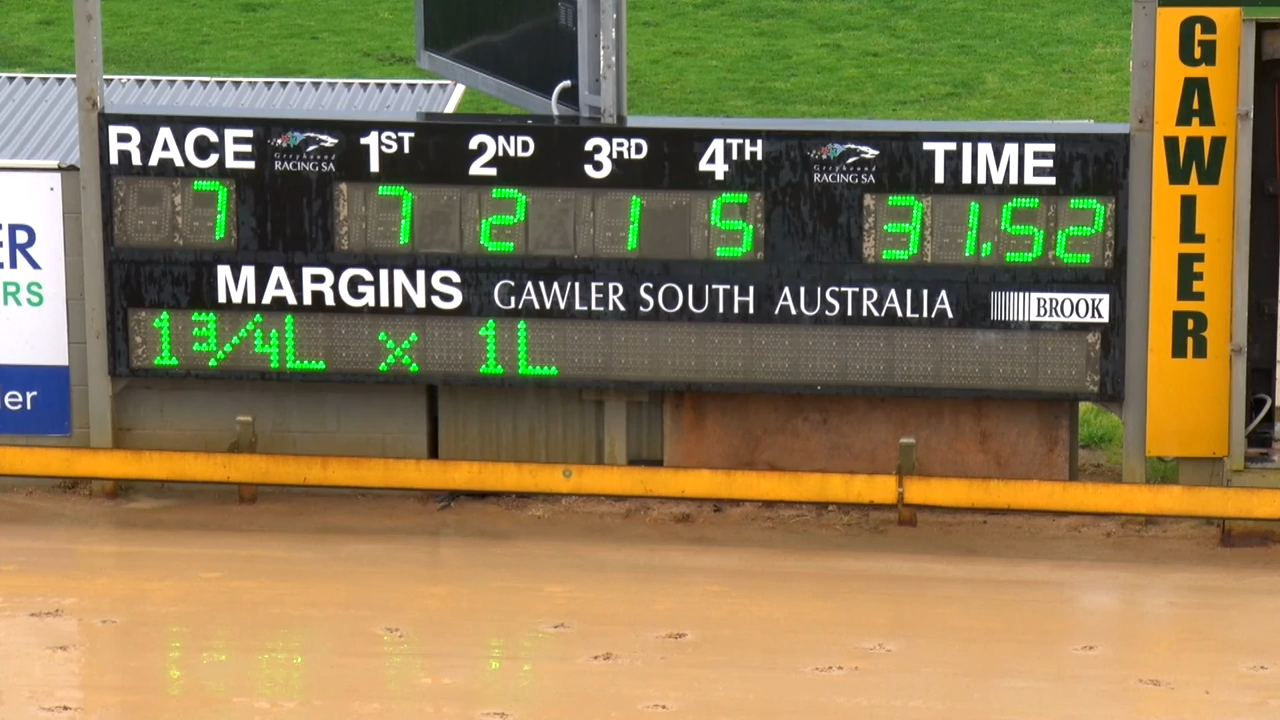 RACE 1ST 2ND 3RD 4TH TIME
Greyhound RACING SA
Greyhound RACING SA
7 7 2 1 5 31.52
MARGINS GAWLER SOUTH AUSTRALIA BROOK
1 3/4L x 1L
GAWLER
ER
RS
er